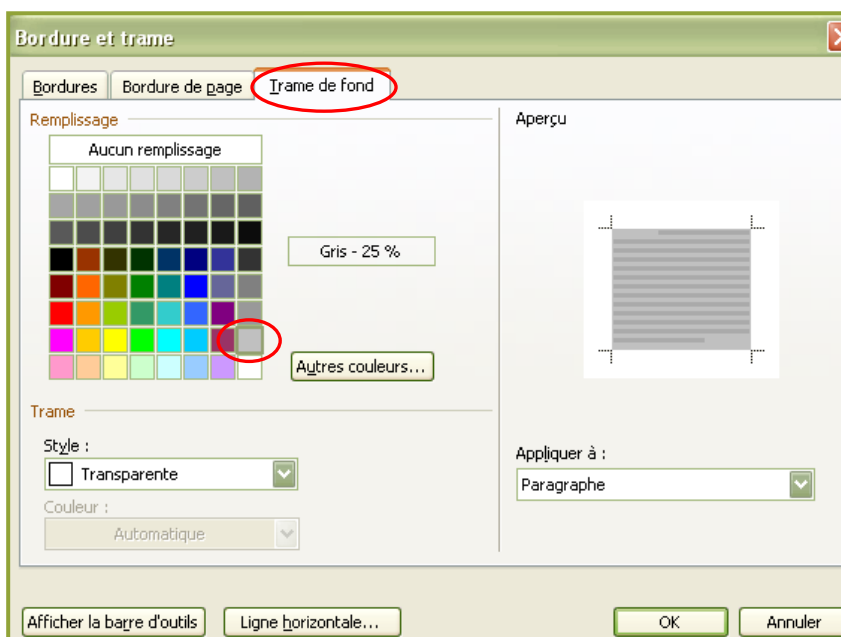 Bordure et trame
Bordures
Bordure de page
Trame de fond
Remplissage
Aperçu
Aucun remplissage
Gris - 25 %
Autres couleurs...
Trame
Style :
Transparente
Couleur :
Automatique
Appliquer à :
Paragraphe
Afficher la barre d'outils
Ligne horizontale...
OK
Annuler